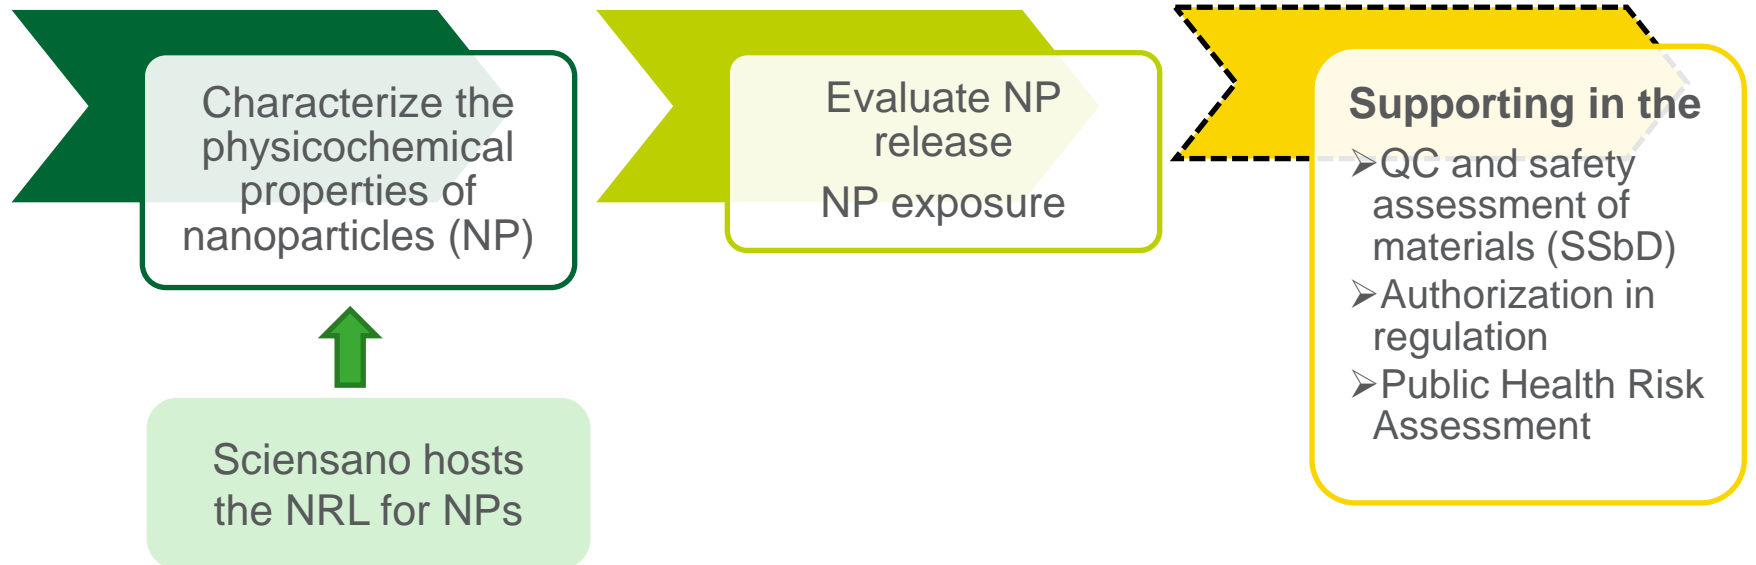 Characterize the
physicochemical
properties of
nanoparticles (NP)
Sciensano hosts
the NRL for NPs
Evaluate NP
release
NP exposure
Supporting in the
➢QC and safety
assessment of
materials (SSbD)
➢Authorization in
regulation
➢Public Health Risk
Assessment